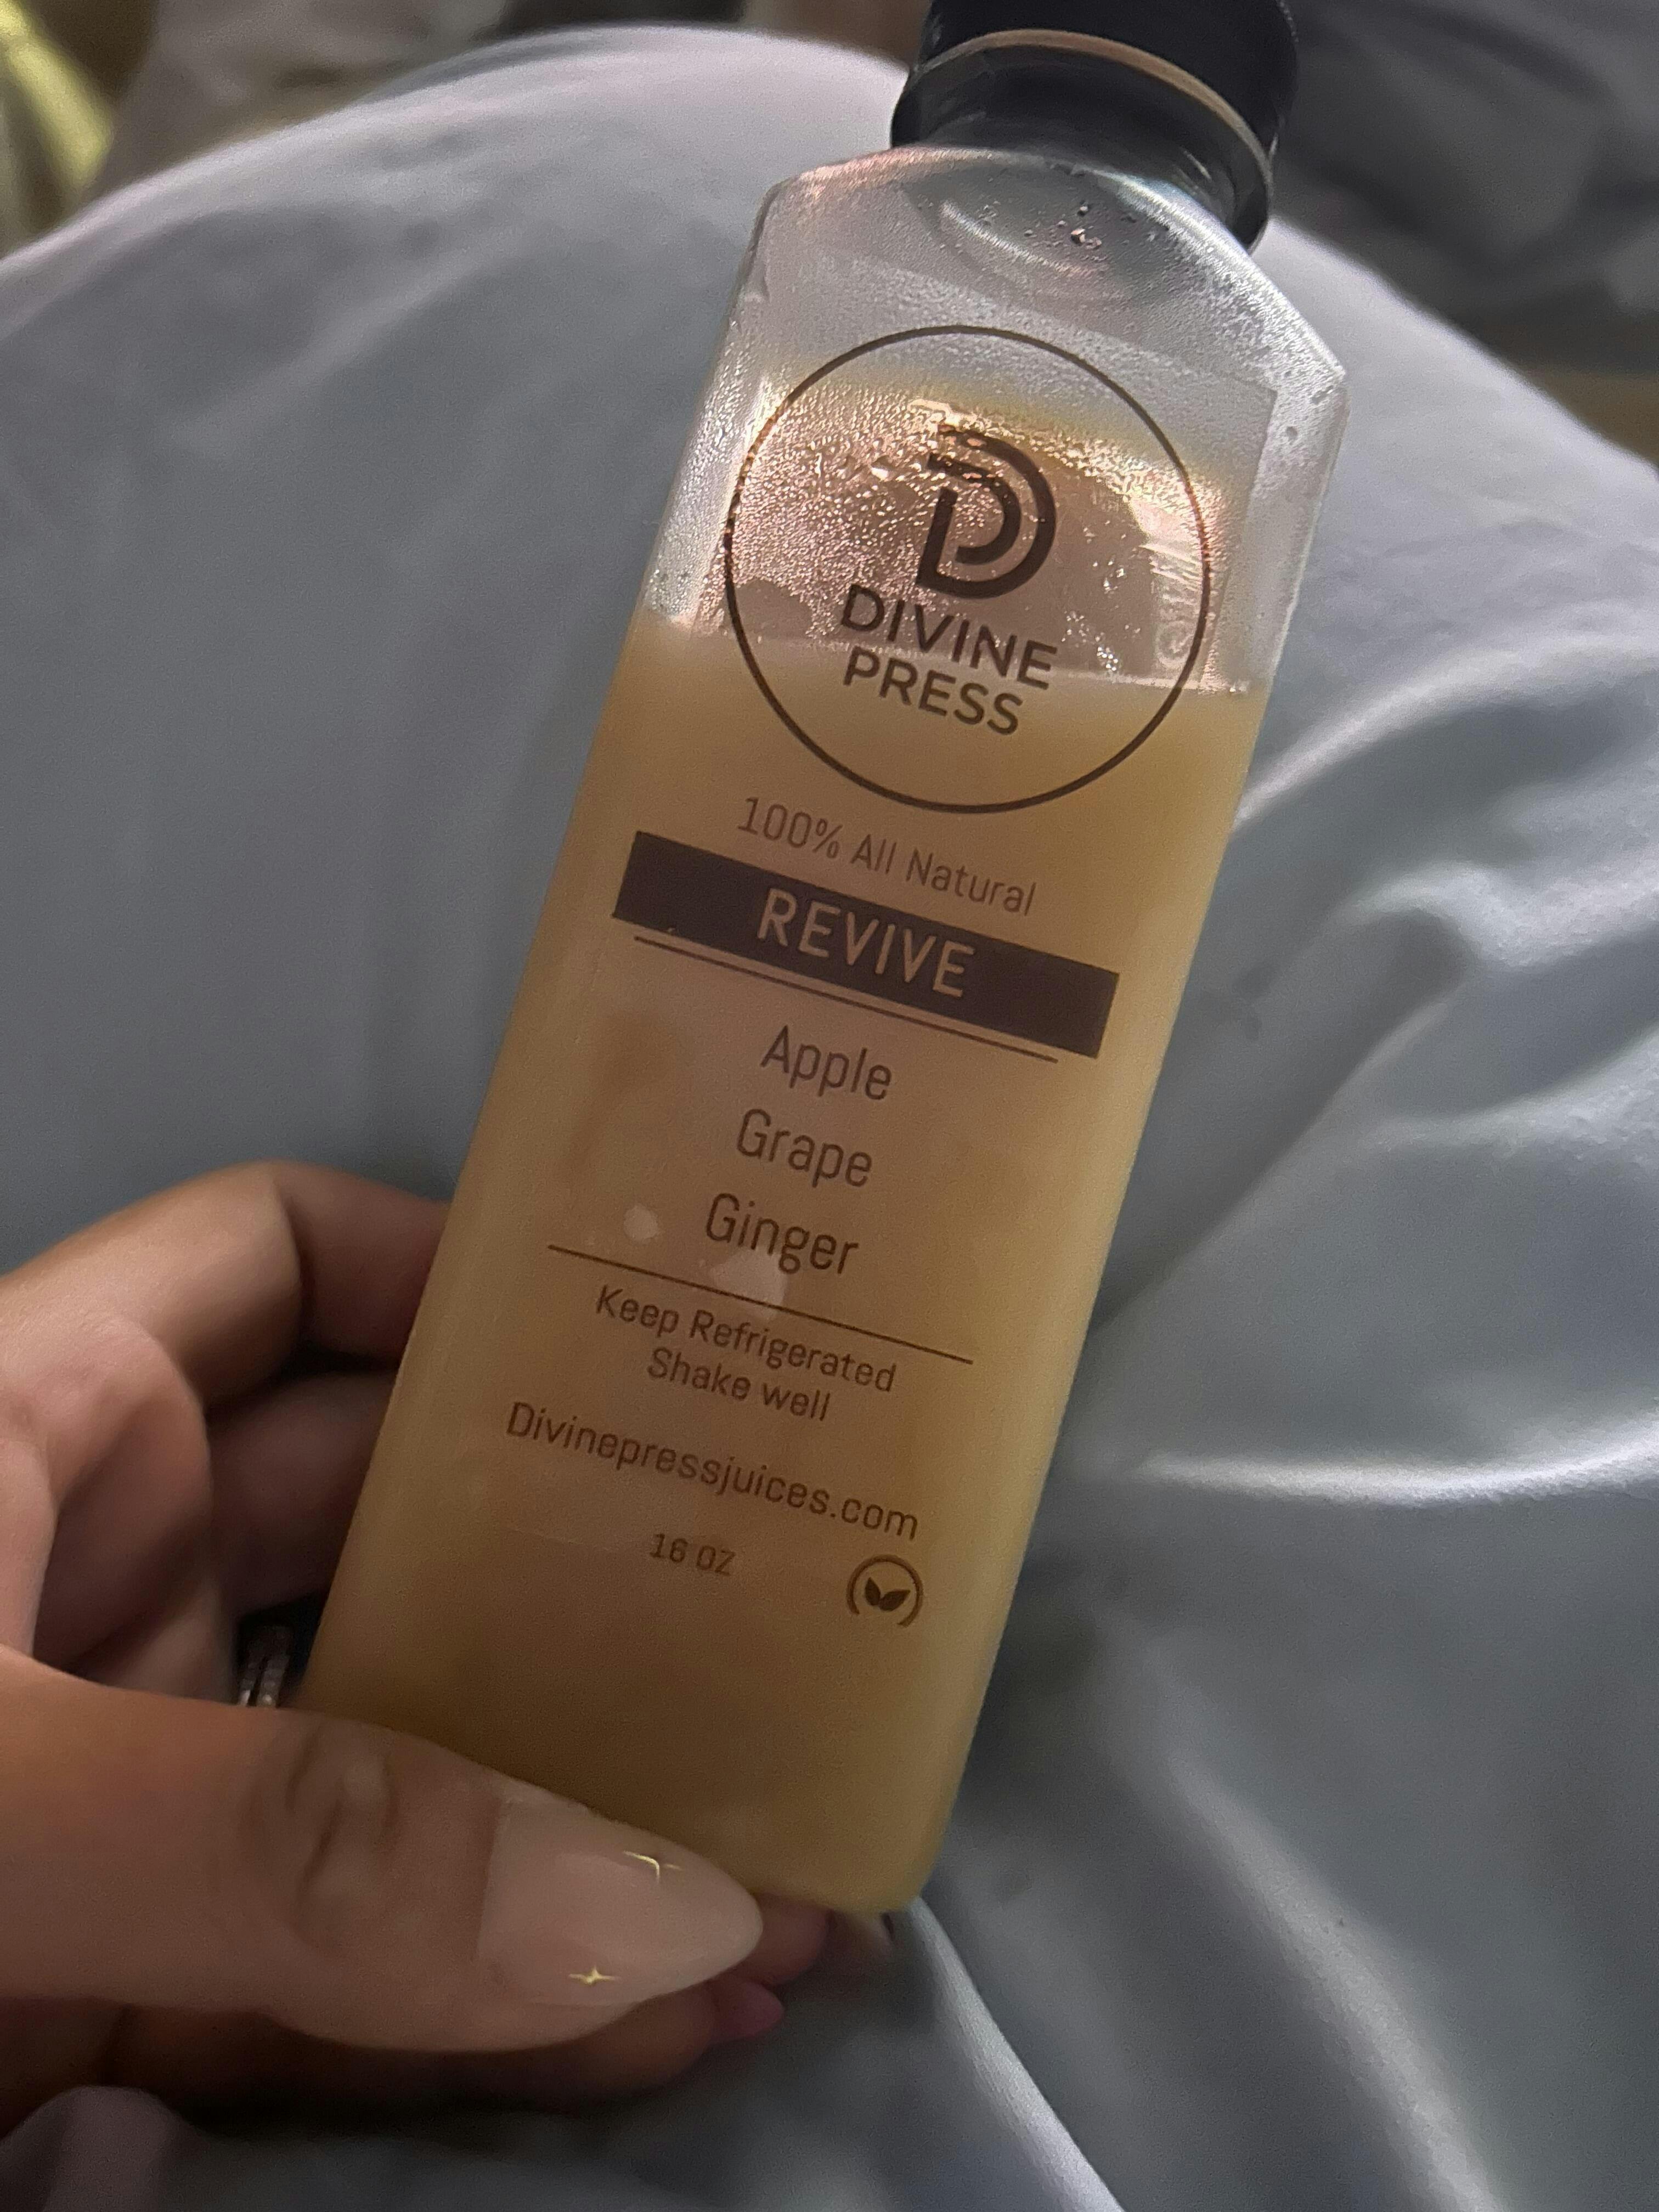 D
DIVINE
PRESS
100% All Natural
REVIVE
Apple
Grape
Ginger
Keep Refrigerated
Shake well
Divinepressjuices.com
16 OZ